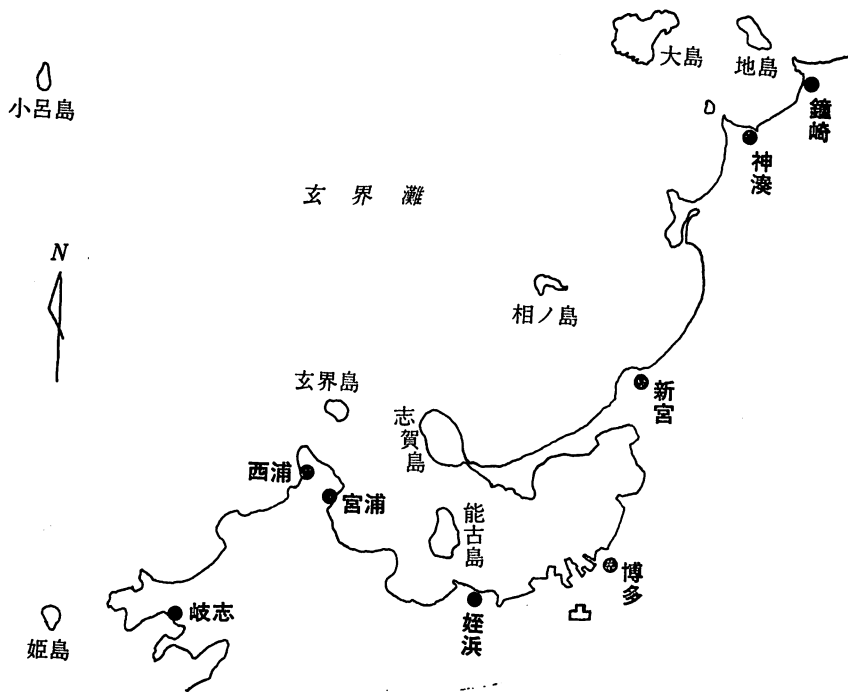 大島
地島
小呂島
鐘崎
神湊
玄界灘
N
相ノ島
玄界島
新宮
志賀島
西浦
宮浦
能古島
博多
岐志
姪浜
姫島